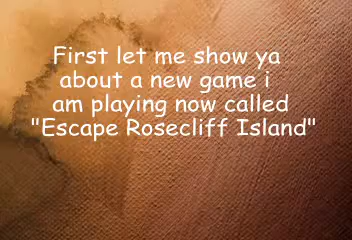 First let me show ya
about a new game i
am playing now called
"Escape Rosecliff Island"